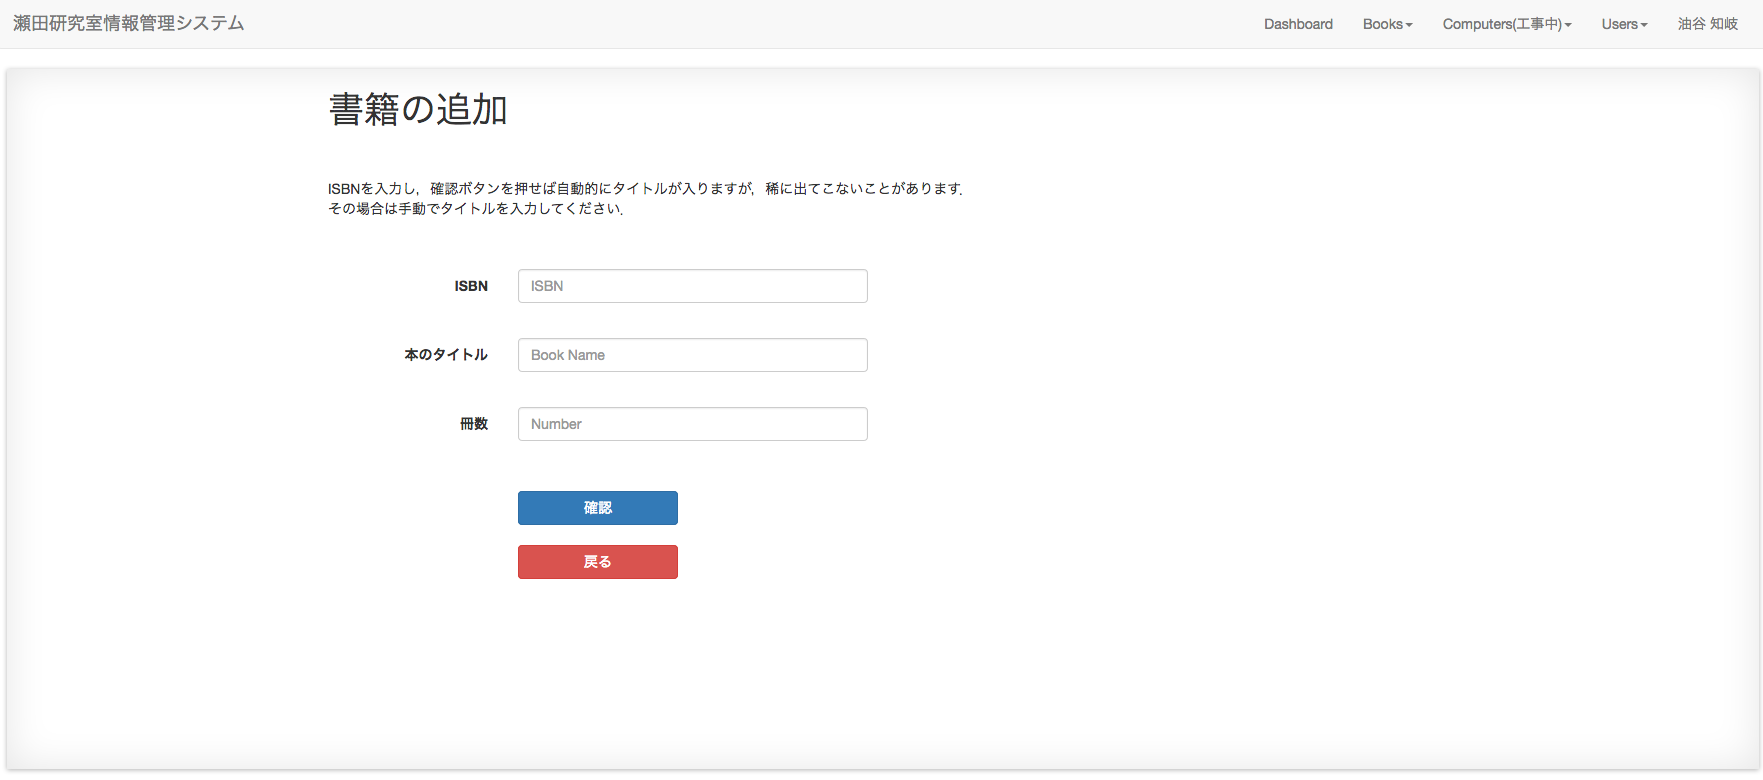 瀬田研究室情報管理システム
Dashboard
Books
Computers(工事中)
Users
油谷 知岐
書籍の追加
ISBNを入力し，確認ボタンを押せば自動的にタイトルが入りますが，稀に出てこないことがあります．
その場合は手動でタイトルを入力してください．
ISBN
ISBN
本のタイトル
Book Name
冊数
Number
確認
戻る